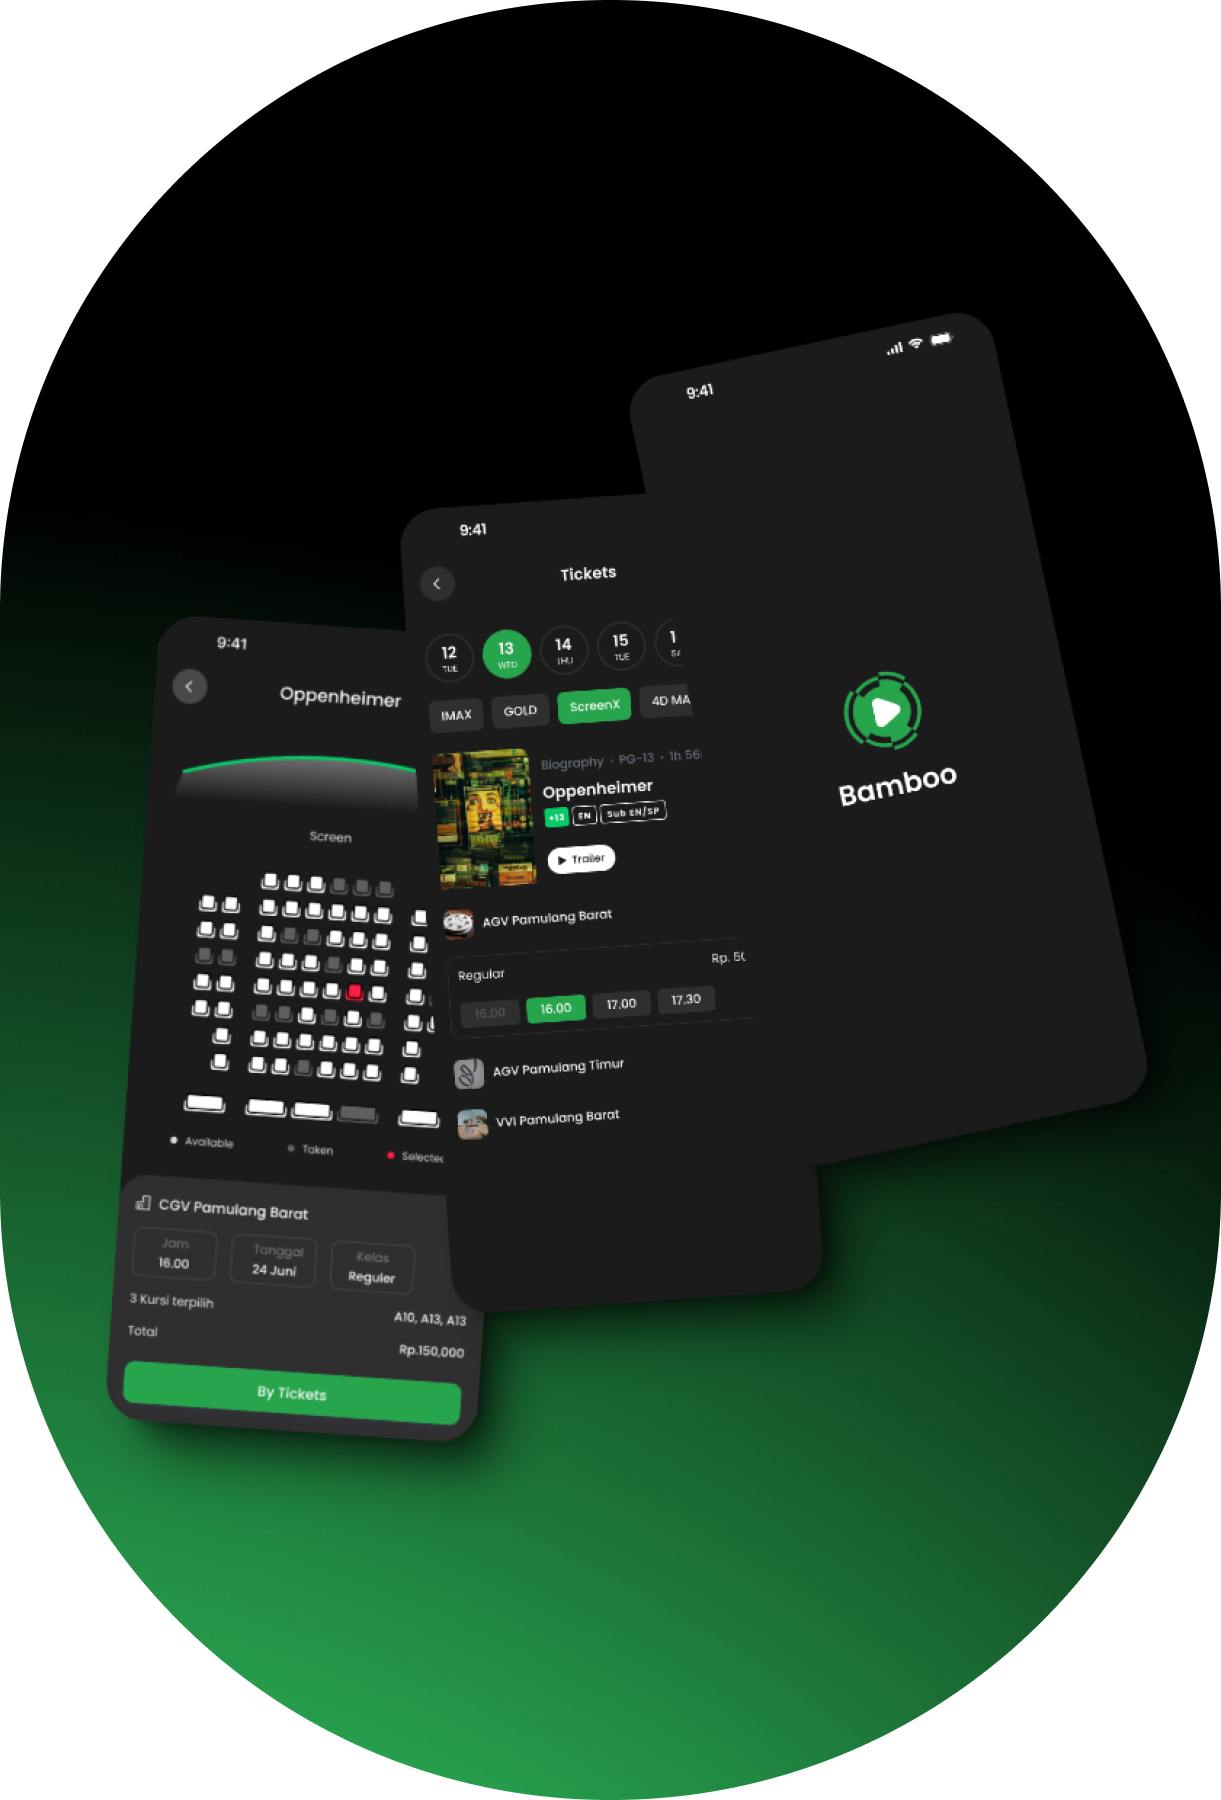 9:41
Oppenheimer
Screen
Available
Taken
Selected
CGV Pamulang Barat
Jam
16.00
Tanggal
24 Juni
Kelas
Reguler
3 Kursi terpilih
A10, A13, A13
Total
Rp.150,000
By Tickets
9:41
Tickets
12
TUE
13
WED
14
THU
15
TUE
IMAX
GOLD
ScreenX
4D MA
Biography • PG-13 • 1h 56
Oppenheimer
+13
EN
Sub EN/SP
Trailer
AGV Pamulang Barat
Regular
Rp. 50
16.00
16.00
17.00
17.30
AGV Pamulang Timur
VVI Pamulang Barat
9:41
Bamboo